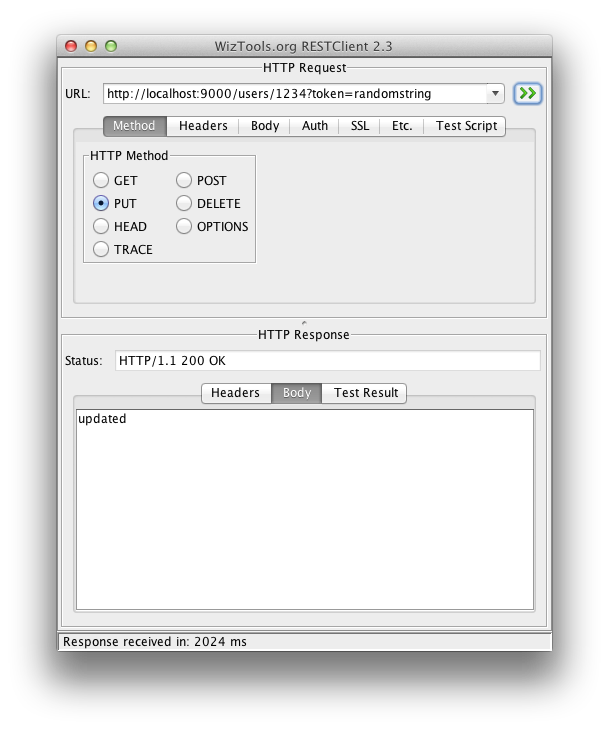 WizTools.org RESTClient 2.3
HTTP Request
URL: http://localhost:9000/users/1234?token=randomstring
Method Headers Body Auth SSL Etc. Test Script
HTTP Method
GET POST
PUT DELETE
HEAD OPTIONS
TRACE
HTTP Response
Status: HTTP/1.1 200 OK
Headers Body Test Result
updated
Response received in: 2024 ms